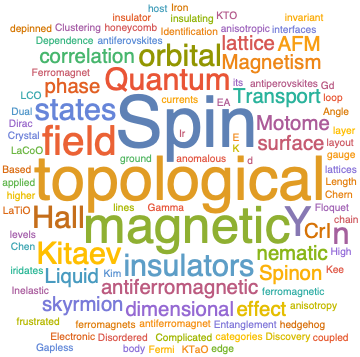 host Iron
insulator insulating KTO
Clustering honeycomb anisotropic invariant
depinned Identification interfaces
Dependence antiferovskites
correlation orbital lattice AFM
Ferromagnet Quantum its antiperovskites Gd
phase Magnetism
LCO currents EA Transport loop
Dual states Spin Angle
Dirac Ir E Motome layer
Crystal field K surface layout
LaCoO ground anomalous d gauge
Based topological lattices
applied Length
higher lines Gamma Chern
LaTiO Hall magnetic Y CrI n Floquet
levels chain
Chen Kitaev insulators nematic High
iridates Liquid Kim Spinon Kee
Inelastic antiferromagnetic ferromagnetic
skyrmion dimensional effect anisotropy
frustrated ferromagnets antiferromagnet Entanglement hedgehog
Electronic Disordered Complicated categories Discovery coupled
Gapless body Fermi KTaO edge